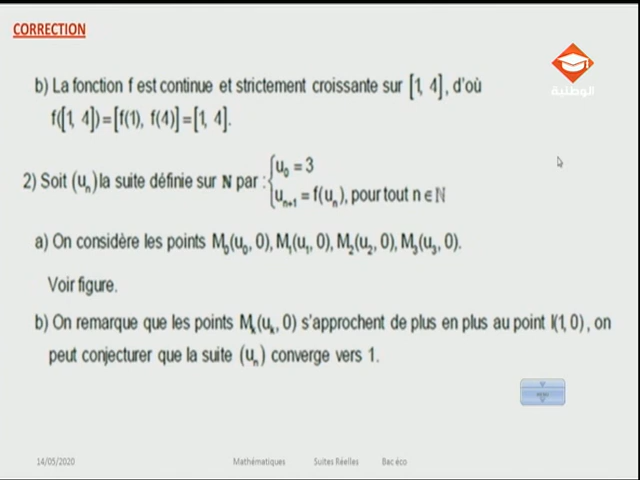 CORRECTION
الوطنية
b) La fonction f est continue et strictement croissante sur [1, 4], d'où
f([1, 4])=[f(1), f(4)]=[1, 4].
2) Soit (uₙ) la suite définie sur ℕ par : {u₀ = 3
uₙ₊₁ = f(uₙ), pour tout n ∈ ℕ
a) On considère les points M₀(u₀, 0), M₁(u₁, 0), M₂(u₂, 0), M₃(u₃, 0).
Voir figure.
b) On remarque que les points Mₖ(uₖ, 0) s'approchent de plus en plus au point I(1, 0), on
peut conjecturer que la suite (uₙ) converge vers 1.
14/05/2020 Mathématiques Suites Réelles Bac éco